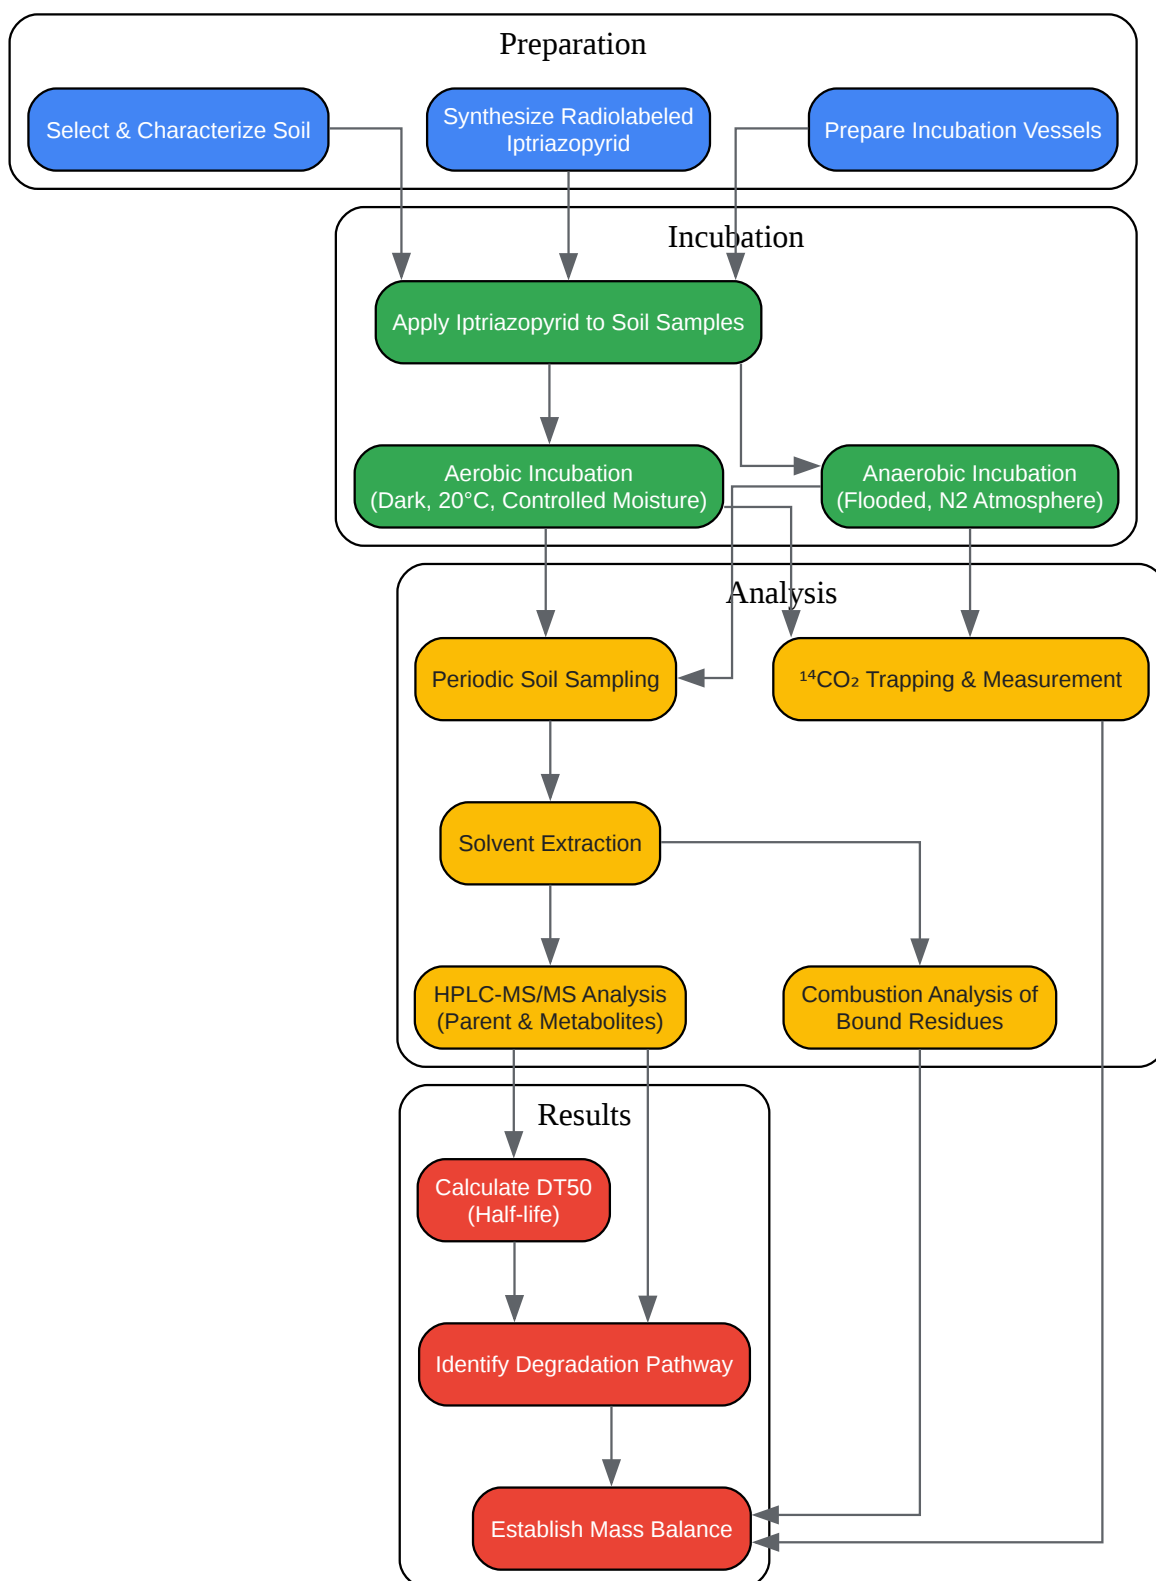 Preparation
Select & Characterize Soil
Synthesize Radiolabeled
Iptriazopyrid
Prepare Incubation Vessels
Incubation
Apply Iptriazopyrid to Soil Samples
Aerobic Incubation
(Dark, 20°C, Controlled Moisture)
Anaerobic Incubation
(Flooded, N2 Atmosphere)
Analysis
Periodic Soil Sampling
¹⁴CO₂ Trapping & Measurement
Solvent Extraction
HPLC-MS/MS Analysis
(Parent & Metabolites)
Combustion Analysis of
Bound Residues
Results
Calculate DT50
(Half-life)
Identify Degradation Pathway
Establish Mass Balance